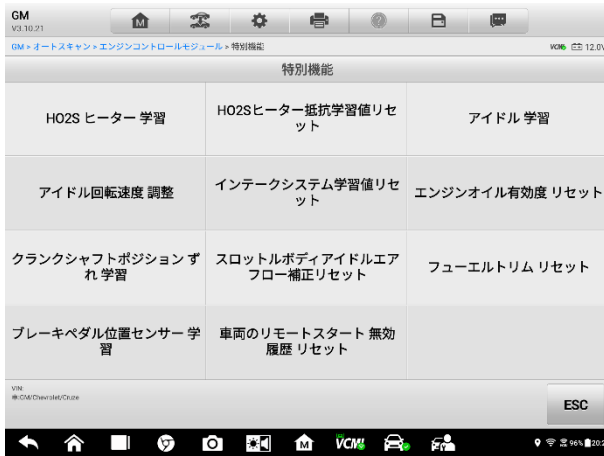 GM
V3.10.21
GM » オートスキャン » エンジンコントロールモジュール » 特別機能
VCMI 12.0V
特別機能
HO2S ヒーター 学習
HO2Sヒーター抵抗学習値リセ
ット
アイドル 学習
アイドル回転速度 調整
インテークシステム学習値リセ
ット
エンジンオイル有効度 リセット
クランクシャフトポジション ず
れ 学習
スロットルボディアイドルエア
フロー補正リセット
フューエルトリム リセット
ブレーキペダル位置センサー 学
習
車両のリモートスタート 無効
履歴 リセット
VIN:
車:GM/Chevrolet/Cruze
ESC
VCMI
96% 20:2